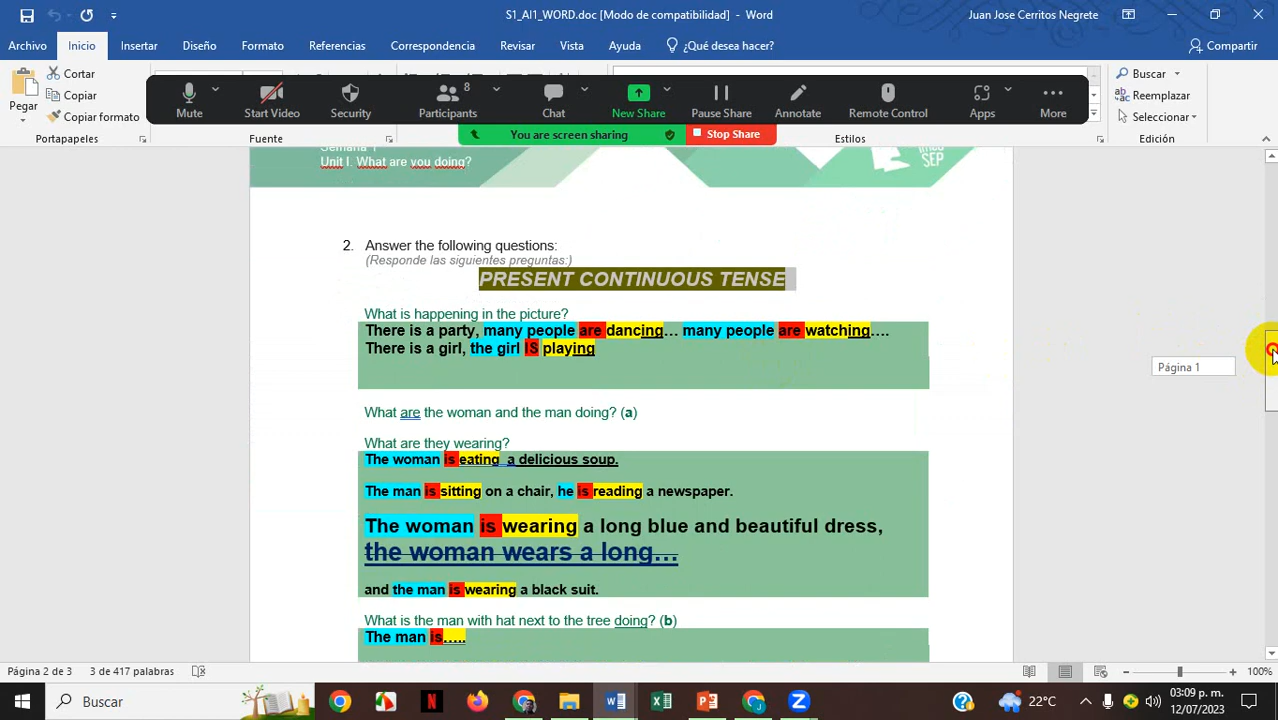 S1_AI1_WORD.doc [Modo de compatibilidad] - Word
Juan Jose Cerritos Negrete
Archivo Inicio Insertar Diseño Formato Referencias Correspondencia Revisar Vista Ayuda ¿Qué desea hacer? Compartir
Pegar
Cortar
Copiar
Copiar formato
Portapapeles
Fuente
Estilos
Buscar
Reemplazar
Seleccionar
Edición
Mute Start Video Security Participants 8 Chat New Share Pause Share Annotate Remote Control Apps More
You are screen sharing Stop Share
Unit I. What are you doing?
SEP
2. Answer the following questions:
(Responde las siguientes preguntas:)
PRESENT CONTINUOUS TENSE
What is happening in the picture?
There is a party, many people are dancing… many people are watching….
There is a girl, the girl IS playing
Página 1
What are the woman and the man doing? (a)
What are they wearing?
The woman is eating a delicious soup.
The man is sitting on a chair, he is reading a newspaper.
The woman is wearing a long blue and beautiful dress,
the woman wears a long…
and the man is wearing a black suit.
What is the man with hat next to the tree doing? (b)
The man is…..
Página 2 de 3 3 de 417 palabras 100%
Buscar
22°C
03:09 p. m.
12/07/2023